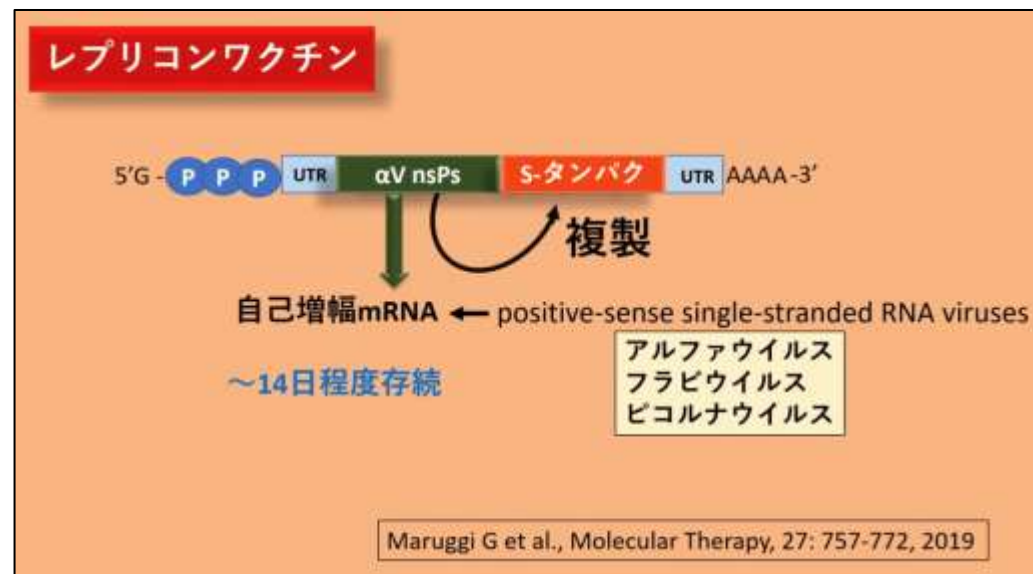 レプリコンワクチン
5'G - P P P UTR αV nsPs S-タンパク UTR AAAA -3'
複製
自己増幅mRNA ← positive-sense single-stranded RNA viruses
アルファウイルス
フラビウイルス
ピコルナウイルス
～14日程度存続
Maruggi G et al., Molecular Therapy, 27: 757-772, 2019